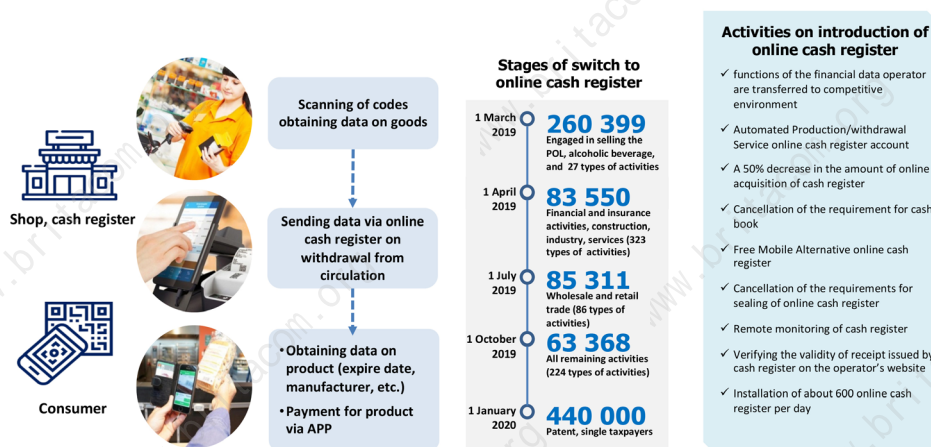 Shop, cash register
Consumer
Scanning of codes
obtaining data on goods
Sending data via online
cash register on
withdrawal from
circulation
•Obtaining data on
product (expire date,
manufacturer, etc.)
•Payment for product
via APP
Stages of switch to
online cash register
1 March
2019
260 399
Engaged in selling the
POL, alcoholic beverage,
and 27 types of activities
1 April
2019
83 550
Financial and insurance
activities, construction,
industry, services (323
types of activities)
1 July
2019
85 311
Wholesale and retail
trade (86 types of
activities)
1 October
2019
63 368
All remaining activities
(224 types of activities)
1 January
2020
440 000
Patent, single taxpayers
Activities on introduction of
online cash register
✓ functions of the financial data operator
are transferred to competitive
environment
✓ Automated Production/withdrawal
Service online cash register account
✓ A 50% decrease in the amount of online
acquisition of cash register
✓ Cancellation of the requirement for cash
book
✓ Free Mobile Alternative online cash
register
✓ Cancellation of the requirements for
sealing of online cash register
✓ Remote monitoring of cash register
✓ Verifying the validity of receipt issued by
cash register on the operator's website
✓ Installation of about 600 online cash
register per day
www.britacom.org